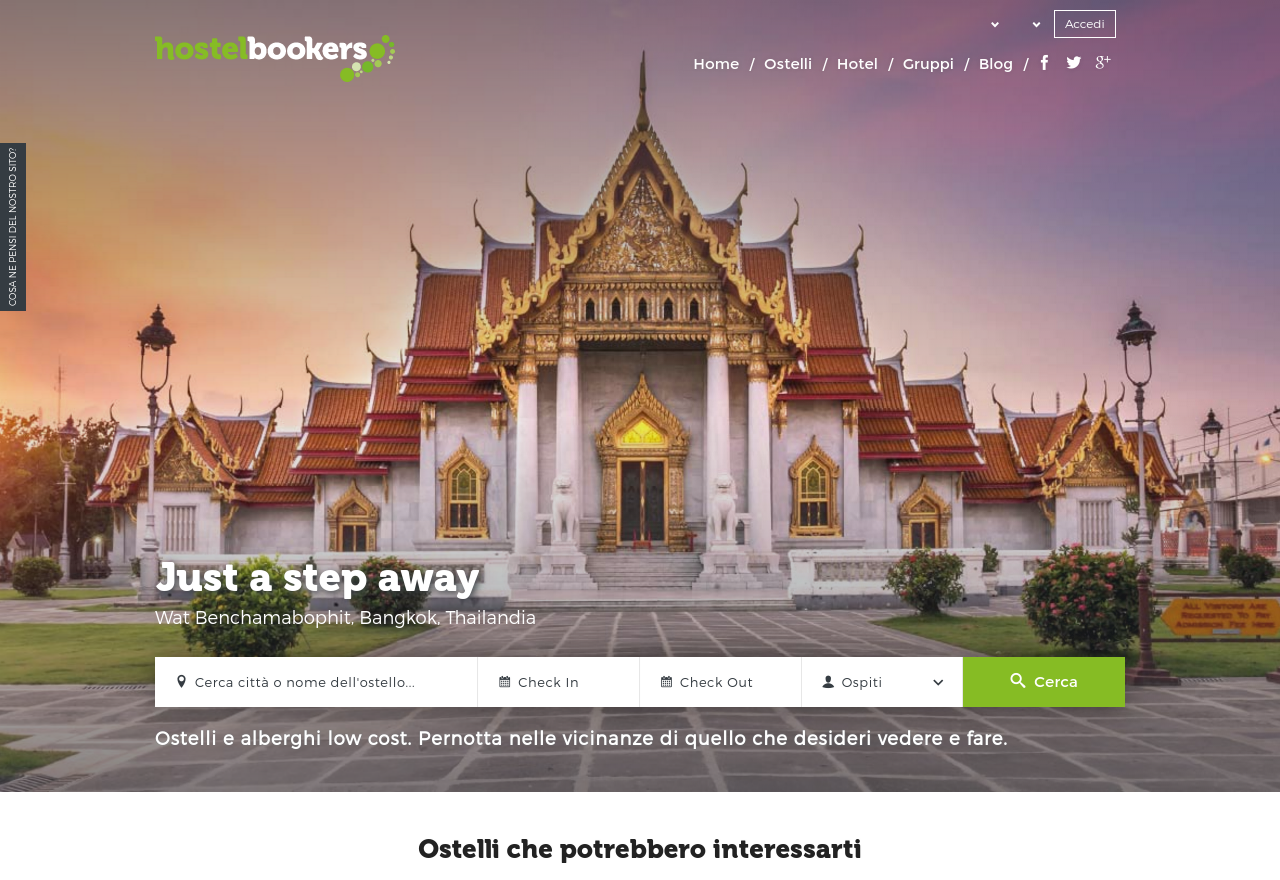 Accedi
hostelbookers
Home / Ostelli / Hotel / Gruppi / Blog /
COSA NE PENSI DEL NOSTRO SITO?
Just a step away
Wat Benchamabophit, Bangkok, Thailandia
ALL VISITORS ARE
REQUESTED TO PAY
ADMISSION FEE HERE
Cerca città o nome dell'ostello...
Check In
Check Out
Ospiti
Cerca
Ostelli e alberghi low cost. Pernotta nelle vicinanze di quello che desideri vedere e fare.
Ostelli che potrebbero interessarti